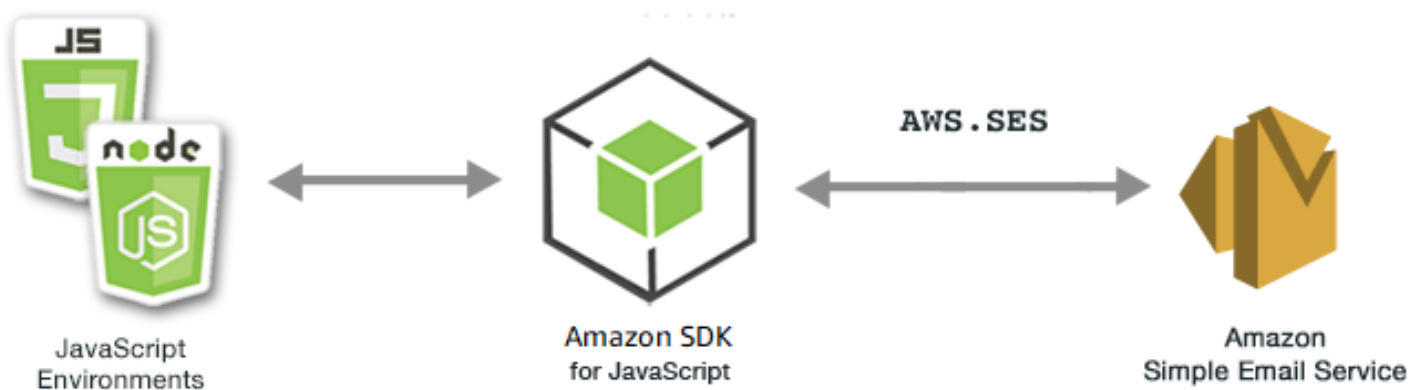 JS
node
JS
AWS.SES
JavaScript
Environments
Amazon SDK
for JavaScript
Amazon
Simple Email Service